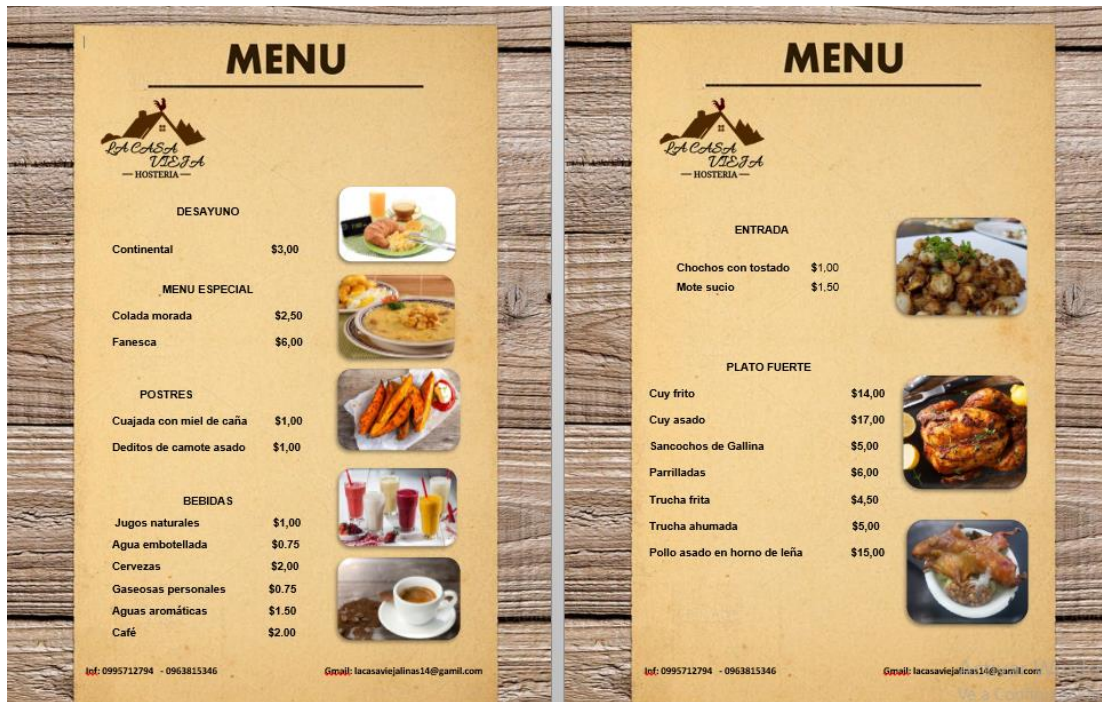 MENU
LA CASA
VIEJA
HOSTERIA
DESAYUNO
Continental $3,00
MENU ESPECIAL
Colada morada $2,50
Fanesca $6,00
POSTRES
Cuajada con miel de caña $1,00
Deditos de camote asado $1,00
BEBIDAS
Jugos naturales $1,00
Agua embotellada $0.75
Cervezas $2,00
Gaseosas personales $0.75
Aguas aromáticas $1.50
Café $2.00
Inf: 0995712794 - 0963815346 Gmail: lacasaviejalinas14@gamil.com
MENU
LA CASA
VIEJA
HOSTERIA
ENTRADA
Chochos con tostado $1,00
Mote sucio $1,50
PLATO FUERTE
Cuy frito $14,00
Cuy asado $17,00
Sancochos de Gallina $5,00
Parrilladas $6,00
Trucha frita $4,50
Trucha ahumada $5,00
Pollo asado en horno de leña $15,00
Inf: 0995712794 - 0963815346 Gmail: lacasaviejalinas14@gamil.com